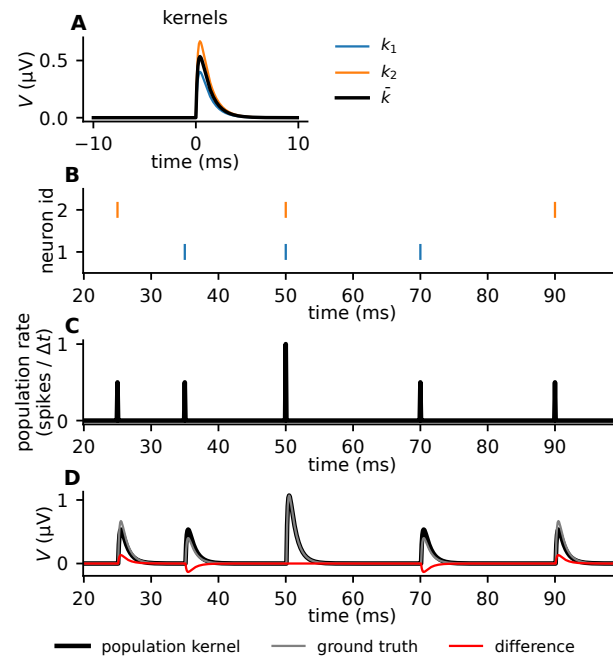 A
kernels
V (μV)
0.5
0.0
−10
0
10
time (ms)
k₁
k₂
k̄
B
neuron id
2
1
20 30 40 50 60 70 80 90
time (ms)
C
population rate
(spikes / Δt)
1
0
20 30 40 50 60 70 80 90
time (ms)
D
V (μV)
1
0
20 30 40 50 60 70 80 90
time (ms)
population kernel
ground truth
difference